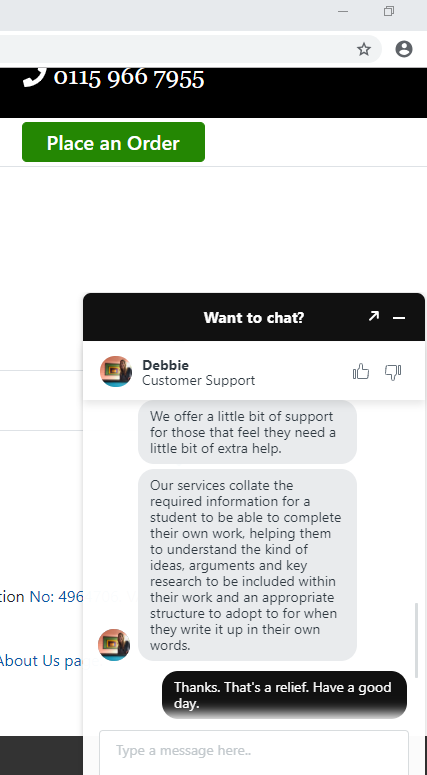 0115 966 7955
Place an Order
Want to chat?
Debbie
Customer Support
We offer a little bit of support
for those that feel they need a
little bit of extra help.
Our services collate the
required information for a
student to be able to complete
their own work, helping them
to understand the kind of
ideas, arguments and key
research to be included within
their work and an appropriate
structure to adopt to for when
they write it up in their own
words.
tion No: 496
About Us pa
Thanks. That's a relief. Have a good
day.
Type a message here..